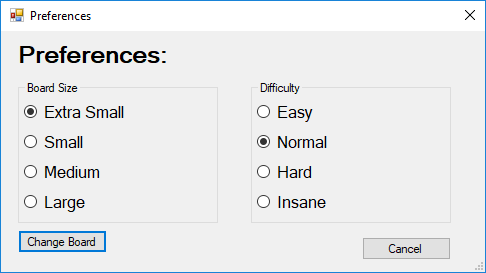 Preferences
Preferences:
Board Size
Extra Small
Small
Medium
Large
Difficulty
Easy
Normal
Hard
Insane
Change Board
Cancel